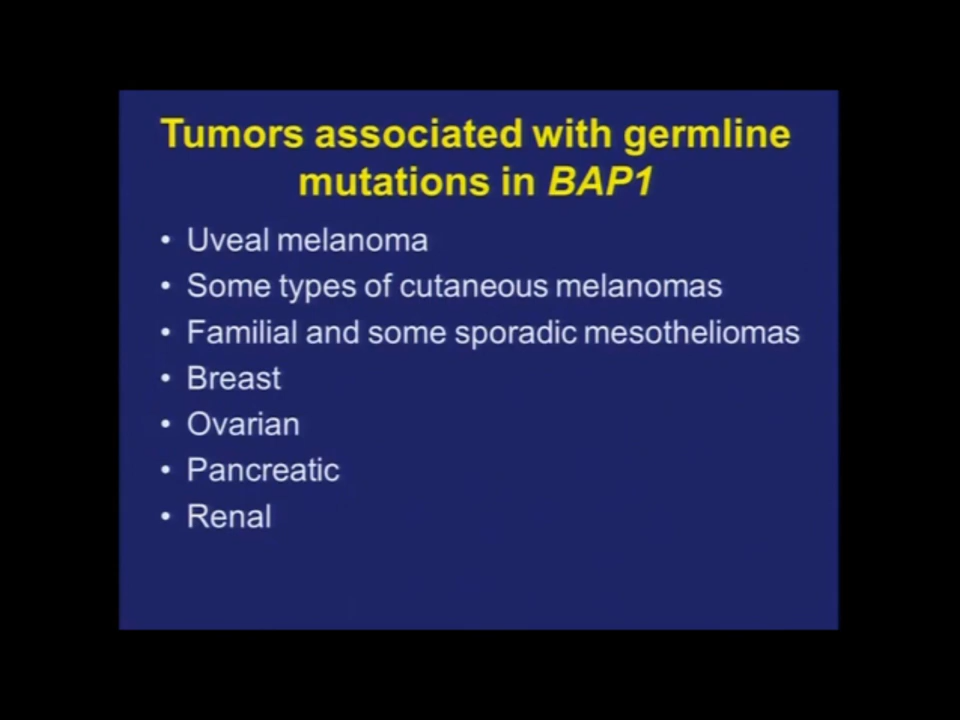 Tumors associated with germline
mutations in BAP1
• Uveal melanoma
• Some types of cutaneous melanomas
• Familial and some sporadic mesotheliomas
• Breast
• Ovarian
• Pancreatic
• Renal